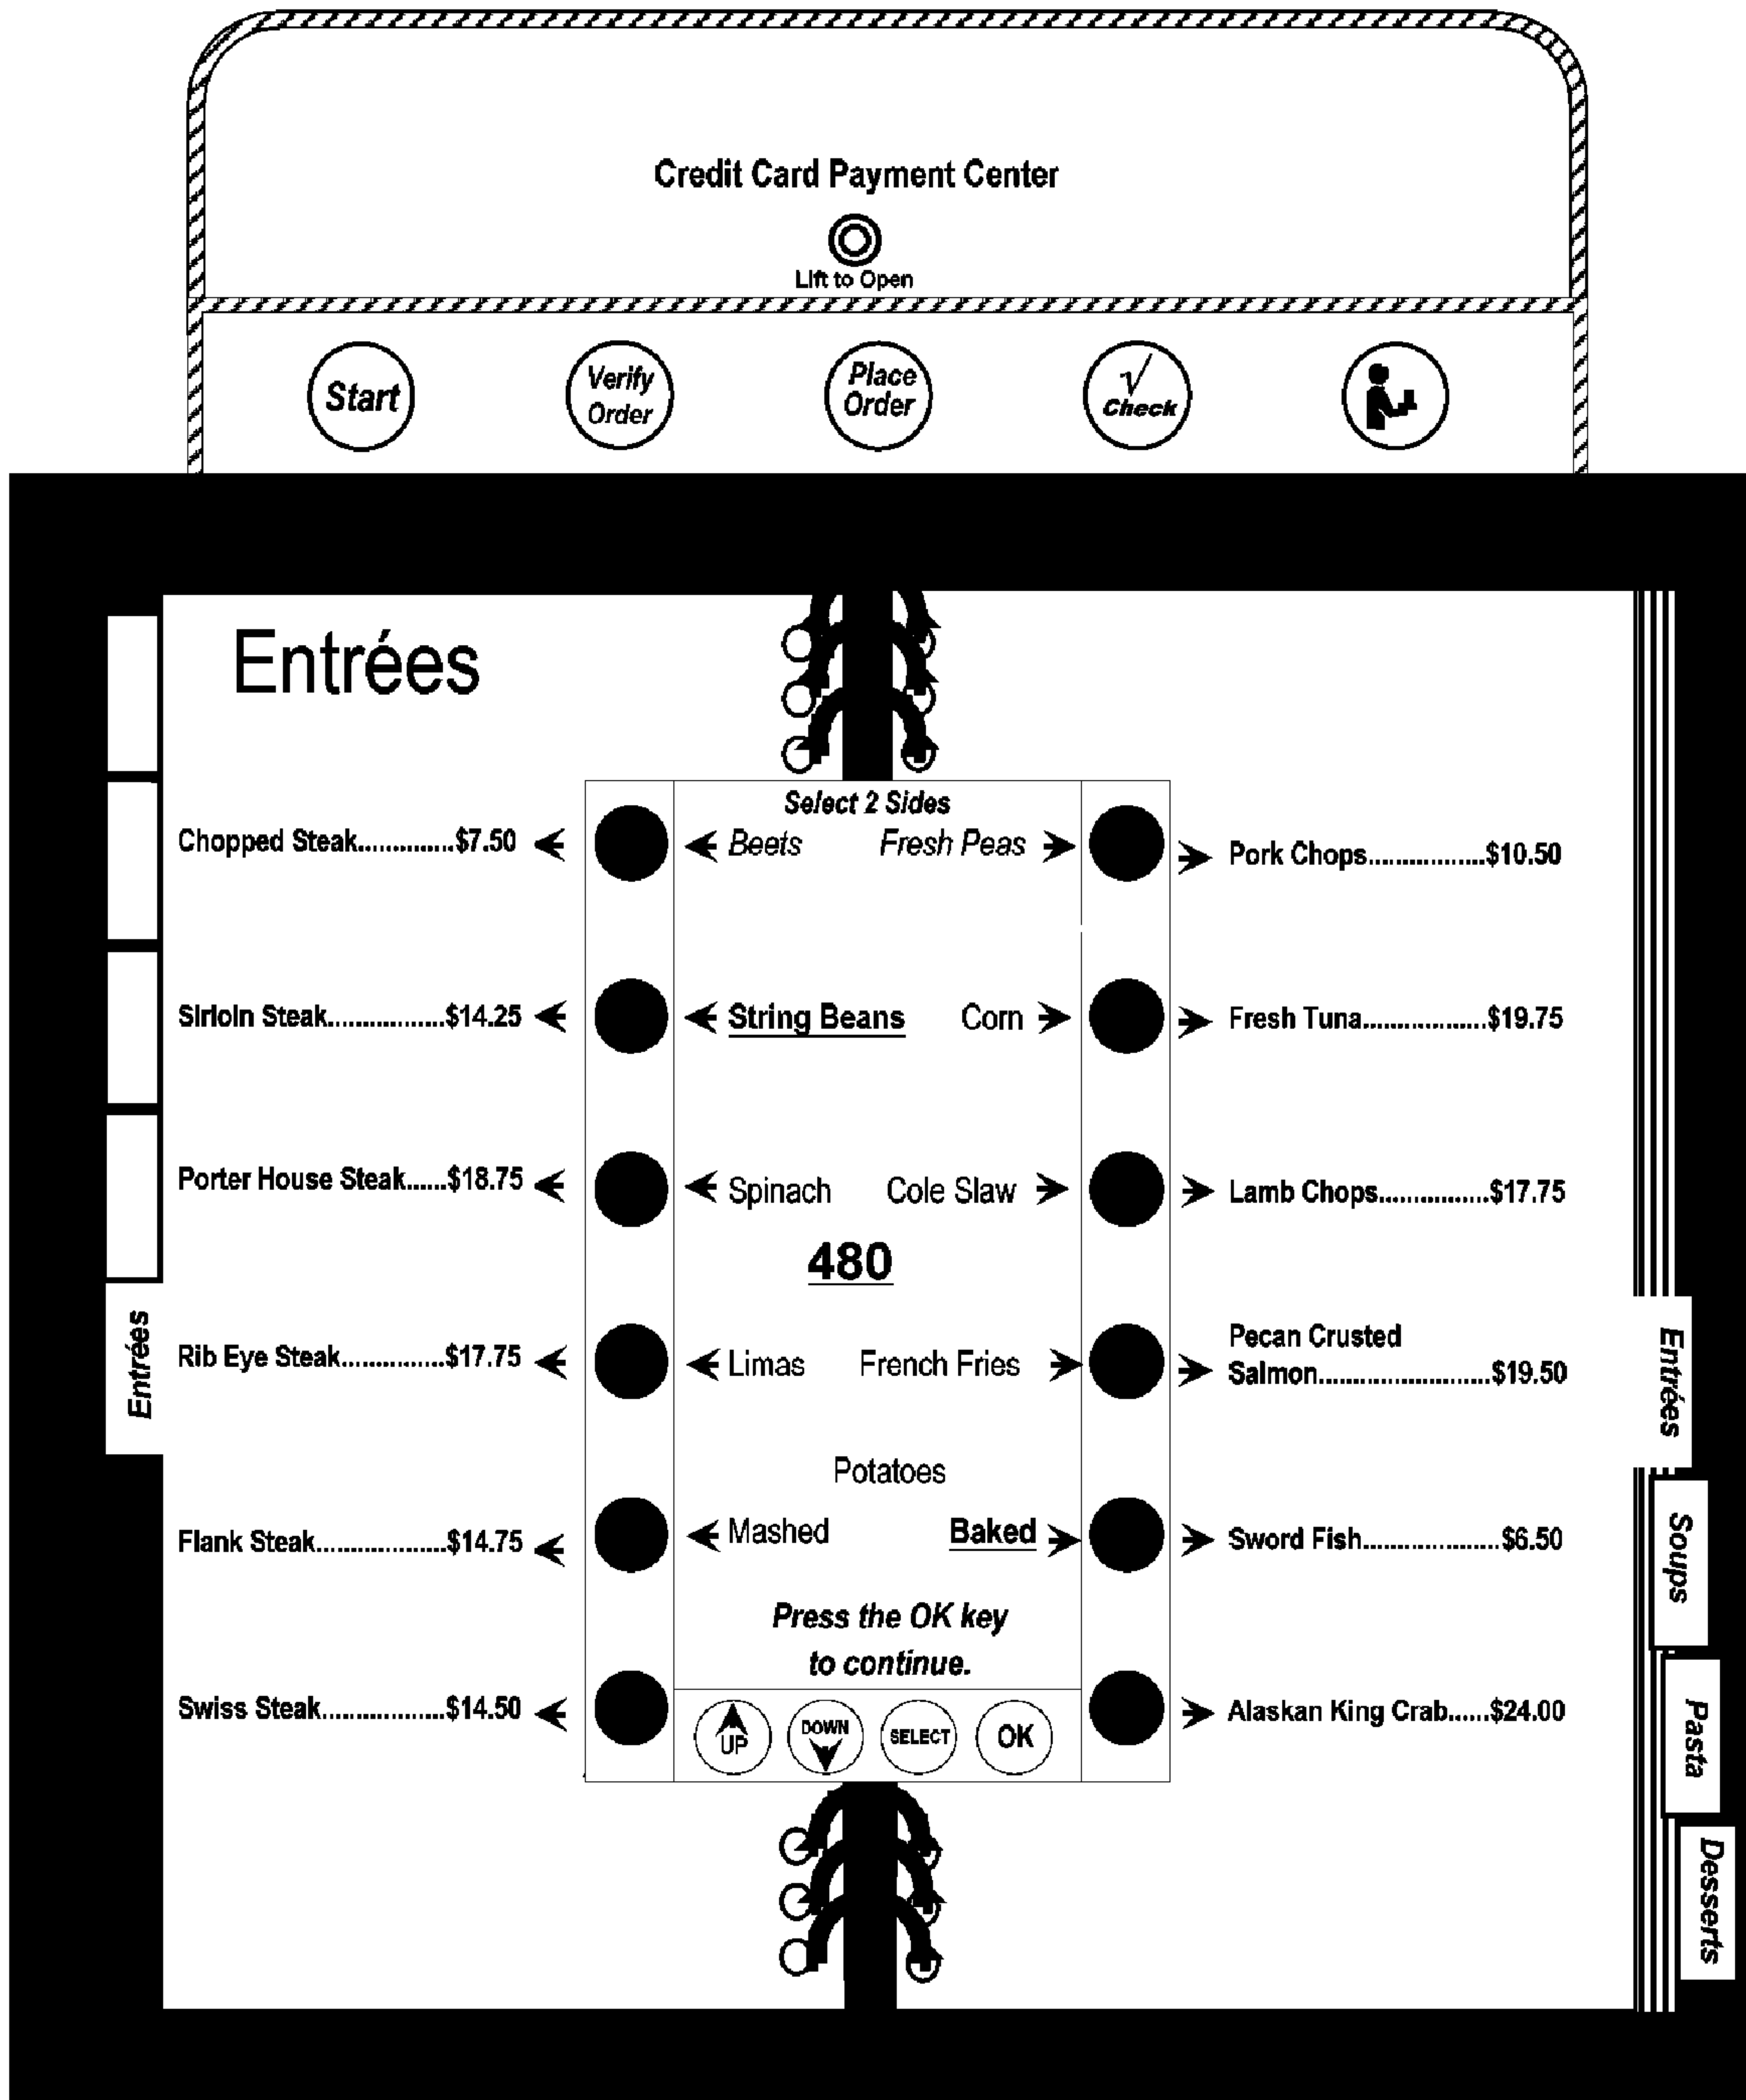 Credit Card Payment Center
Lift to Open
Start
Verify
Order
Place
Order
√
Check
Entrées
Select 2 Sides
Chopped Steak..............$7.50
Beets
Fresh Peas
Pork Chops.................$10.50
Sirloin Steak.................$14.25
String Beans
Corn
Fresh Tuna..................$19.75
Porter House Steak......$18.75
Spinach
Cole Slaw
Lamb Chops................$17.75
480
Rib Eye Steak...............$17.75
Limas
French Fries
Pecan Crusted
Salmon.........................$19.50
Potatoes
Flank Steak...................$14.75
Mashed
Baked
Sword Fish....................$6.50
Press the OK key
to continue.
Swiss Steak..................$14.50
UP
DOWN
SELECT
OK
Alaskan King Crab......$24.00
Entrées
Entrées
Soups
Pasta
Desserts